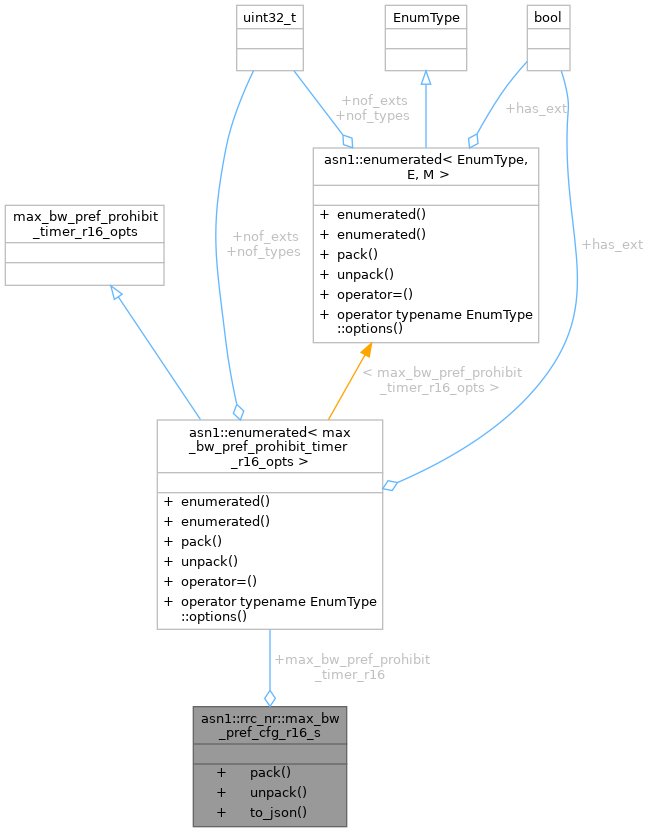 uint32_t
EnumType
bool
+nof_exts
+nof_types
+has_ext
asn1::enumerated< EnumType,
E, M >
+ enumerated()
+ enumerated()
+ pack()
+ unpack()
+ operator=()
+ operator typename EnumType
::options()
max_bw_pref_prohibit
_timer_r16_opts
+nof_exts
+nof_types
+has_ext
< max_bw_pref_prohibit
_timer_r16_opts >
asn1::enumerated< max
_bw_pref_prohibit_timer
_r16_opts >
+ enumerated()
+ enumerated()
+ pack()
+ unpack()
+ operator=()
+ operator typename EnumType
::options()
+max_bw_pref_prohibit
_timer_r16
asn1::rrc_nr::max_bw
_pref_cfg_r16_s
+ pack()
+ unpack()
+ to_json()